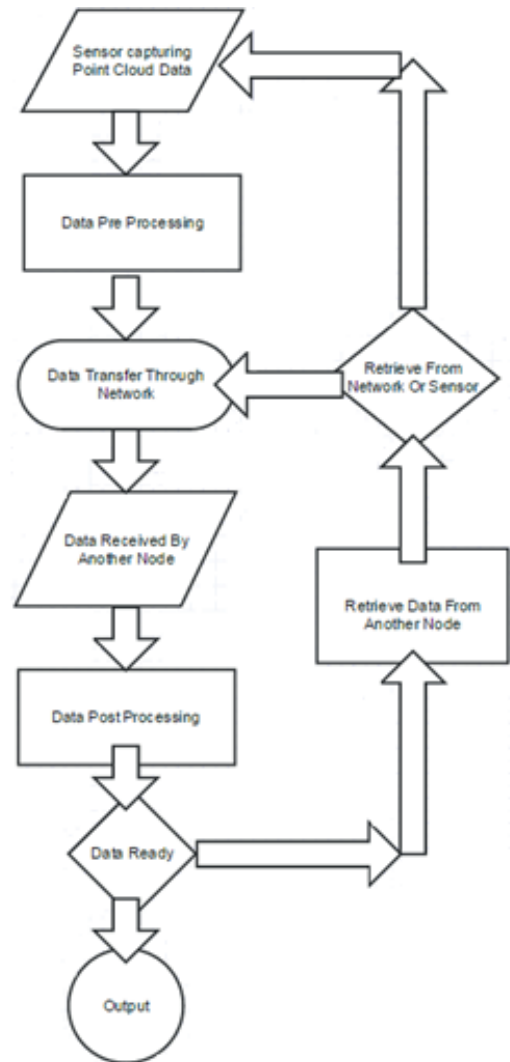 Sensor capturing
Point Cloud Data
Data Pre Processing
Data Transfer Through
Network
Retrieve From
Network Or Sensor
Data Received By
Another Node
Retrieve Data From
Another Node
Data Post Processing
Data Ready
Output